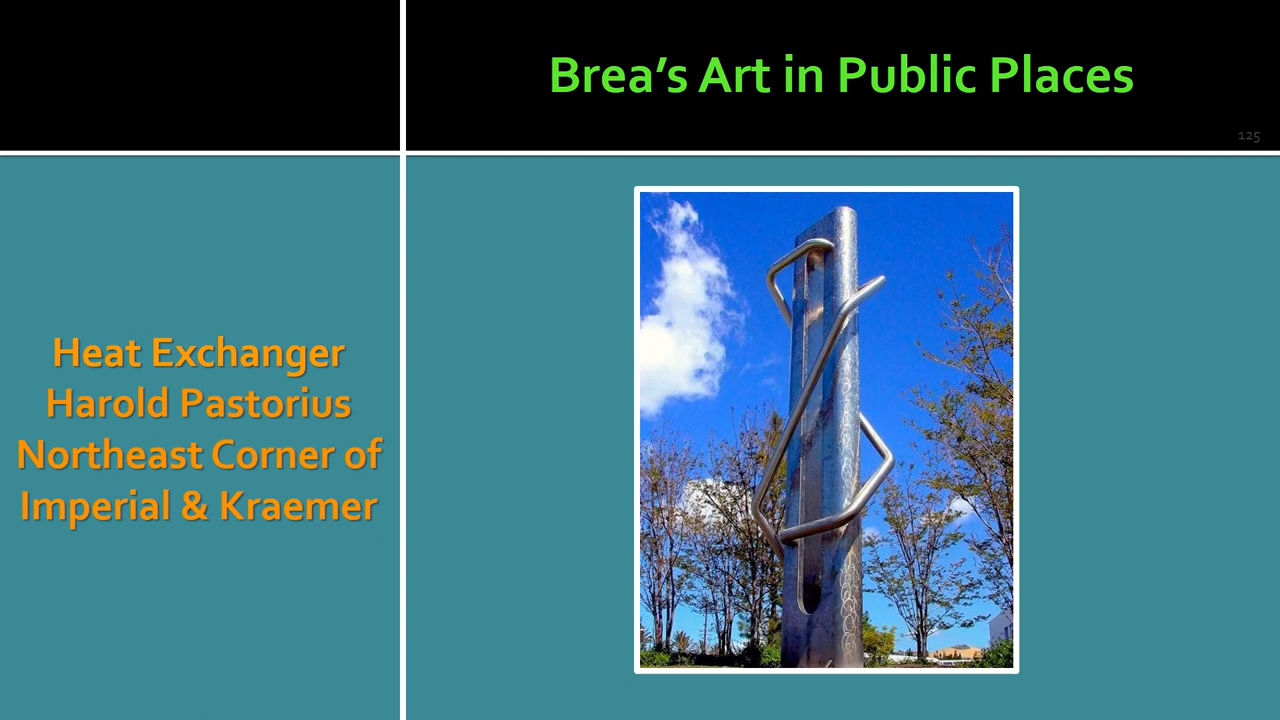 Brea’s Art in Public Places
125
Heat Exchanger
Harold Pastorius
Northeast Corner of
Imperial & Kraemer